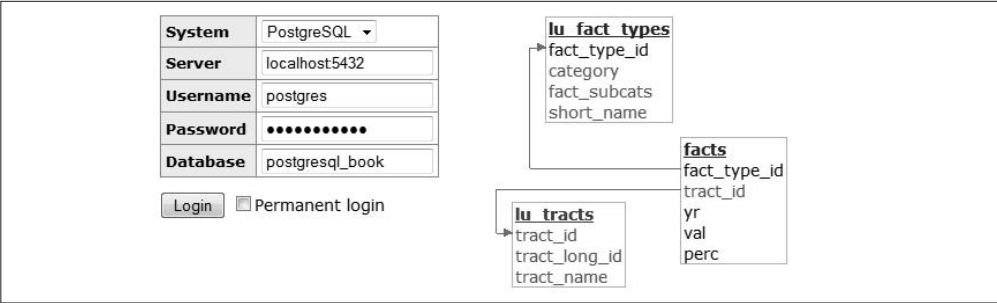 System PostgreSQL
Server localhost:5432
Username postgres
Password •••••••••••
Database postgresql_book
Login Permanent login
lu_fact_types
fact_type_id
category
fact_subcats
short_name
facts
fact_type_id
tract_id
yr
val
perc
lu_tracts
tract_id
tract_long_id
tract_name